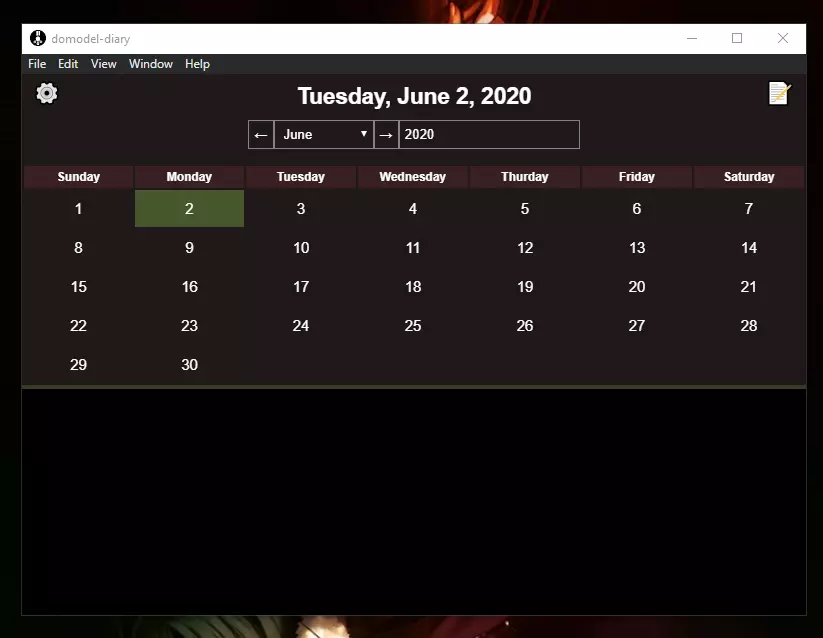 domodel-diary
File Edit View Window Help
Tuesday, June 2, 2020
← June ▼ → 2020
Sunday Monday Tuesday Wednesday Thurday Friday Saturday
1 2 3 4 5 6 7
8 9 10 11 12 13 14
15 16 17 18 19 20 21
22 23 24 25 26 27 28
29 30